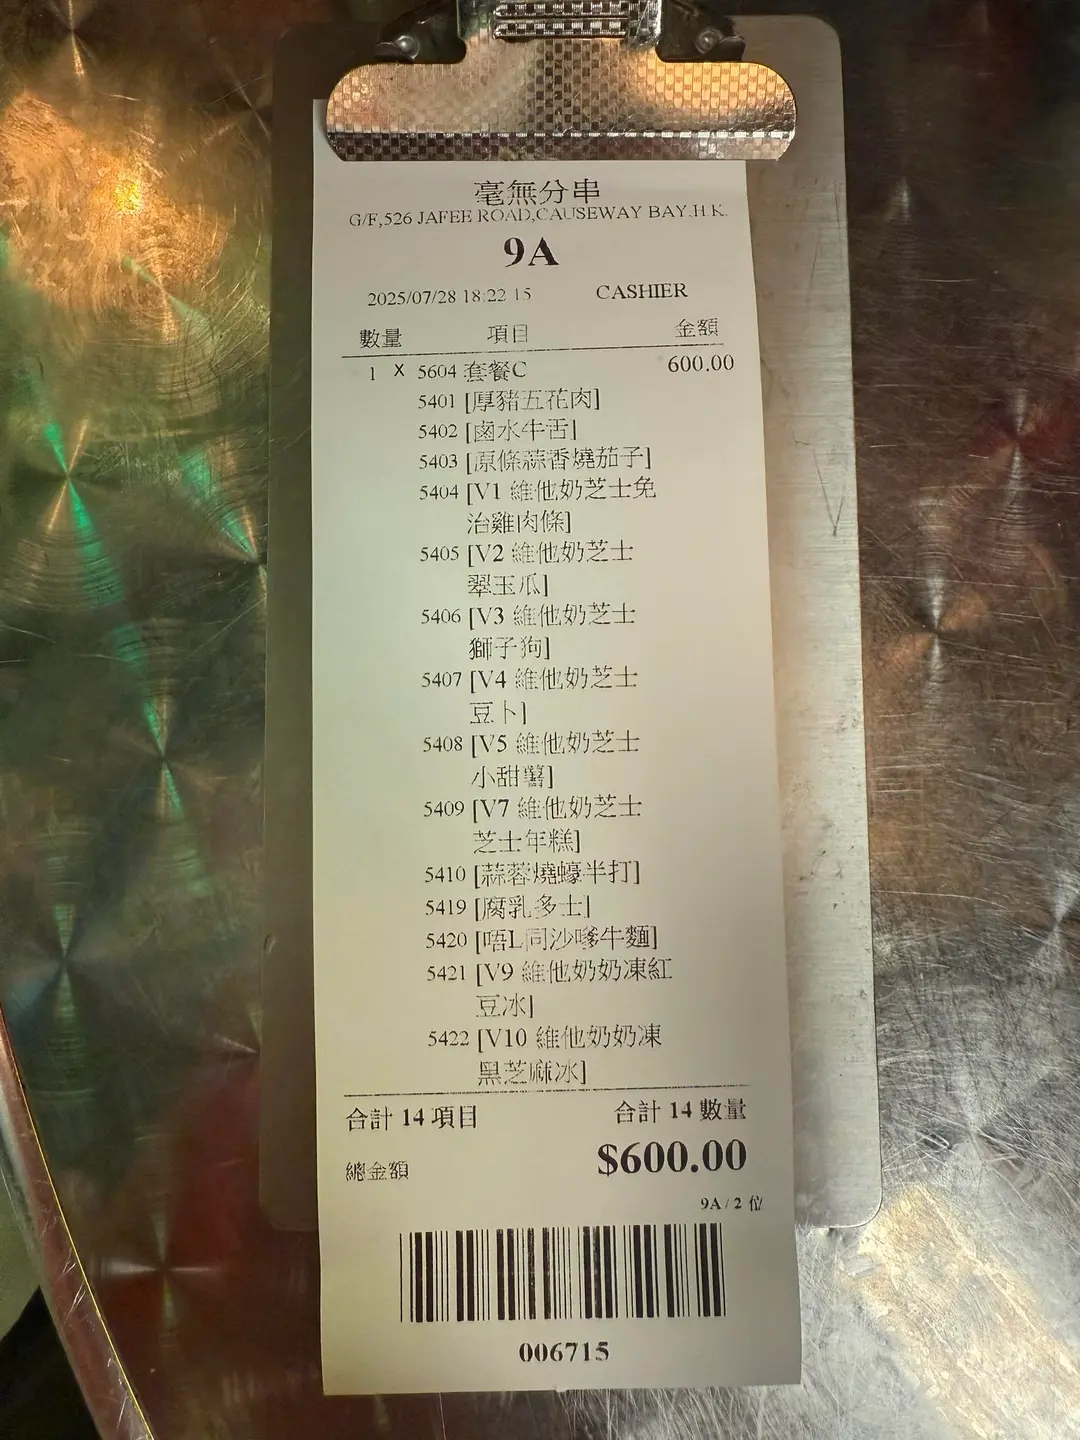 毫無分串
G/F,526 JAFEE ROAD,CAUSEWAY BAY.H.K.
9A
2025/07/28 18:22:15 CASHIER
數量 項目 金額
1 X 5604 套餐C 600.00
5401 [厚豬五花肉]
5402 [鹵水牛舌]
5403 [原條蒜香燒茄子]
5404 [V1 維他奶芝士免
治雞肉條]
5405 [V2 維他奶芝士
翠玉瓜]
5406 [V3 維他奶芝士
獅子狗]
5407 [V4 維他奶芝士
豆卜]
5408 [V5 維他奶芝士
小甜薯]
5409 [V7 維他奶芝士
芝士年糕]
5410 [蒜蓉燒蠔半打]
5419 [腐乳多士]
5420 [唔L同沙嗲牛麵]
5421 [V9 維他奶奶凍紅
豆冰]
5422 [V10 維他奶奶凍
黑芝麻冰]
合計 14 項目 合計 14 數量
總金額 $600.00
9A / 2 位
006715